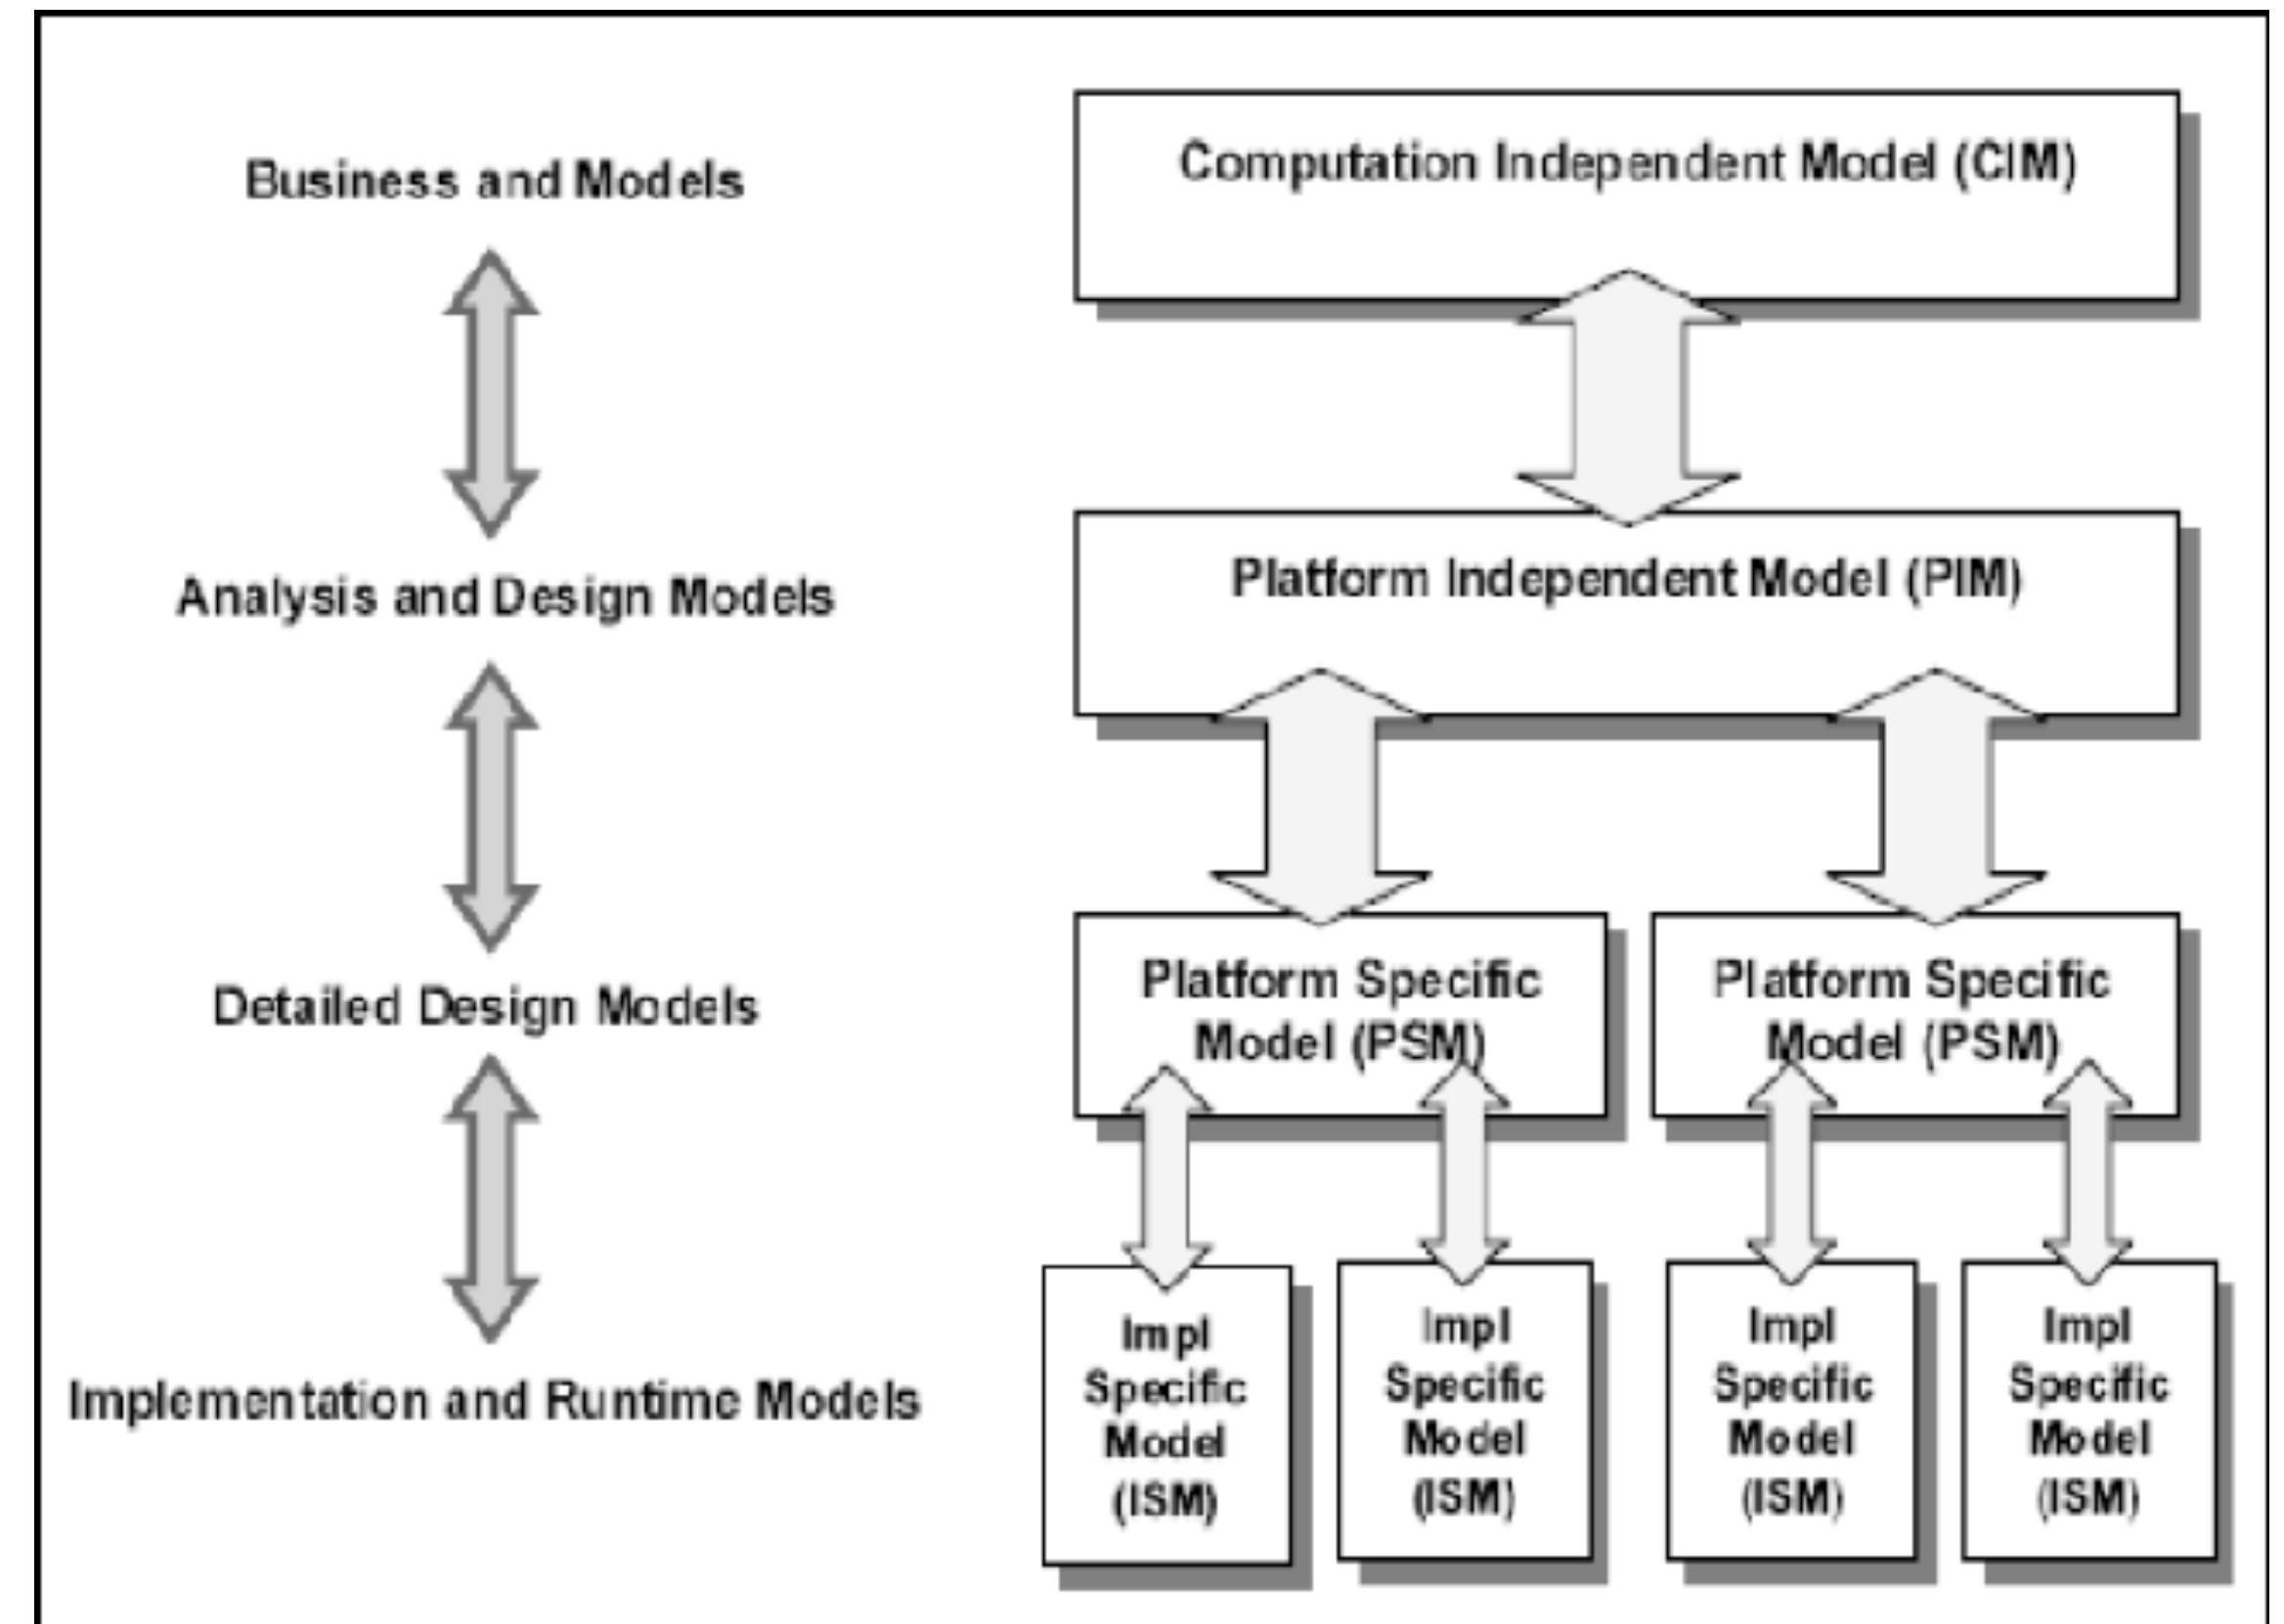 Business and Models
Computation Independent Model (CIM)
Analysis and Design Models
Platform Independent Model (PIM)
Detailed Design Models
Platform Specific
Model (PSM)
Platform Specific
Model (PSM)
Implementation and Runtime Models
Impl
Specific
Model
(ISM)
Impl
Specific
Model
(ISM)
Impl
Specific
Model
(ISM)
Impl
Specific
Model
(ISM)